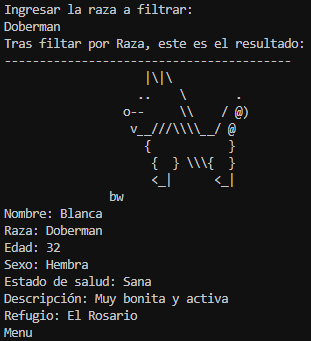 Ingresar la raza a filtrar:
Doberman
Tras filtar por Raza, este es el resultado:
-----------------------------------------
                    |\|\
                   ..    \       .
                 o--     \\    / @)
                  v__///\\\\__/ @
                    {           }
                     {  } \\\{  }
                     <_|      <_|
               bw
Nombre: Blanca
Raza: Doberman
Edad: 32
Sexo: Hembra
Estado de salud: Sana
Descripción: Muy bonita y activa
Refugio: El Rosario
Menu